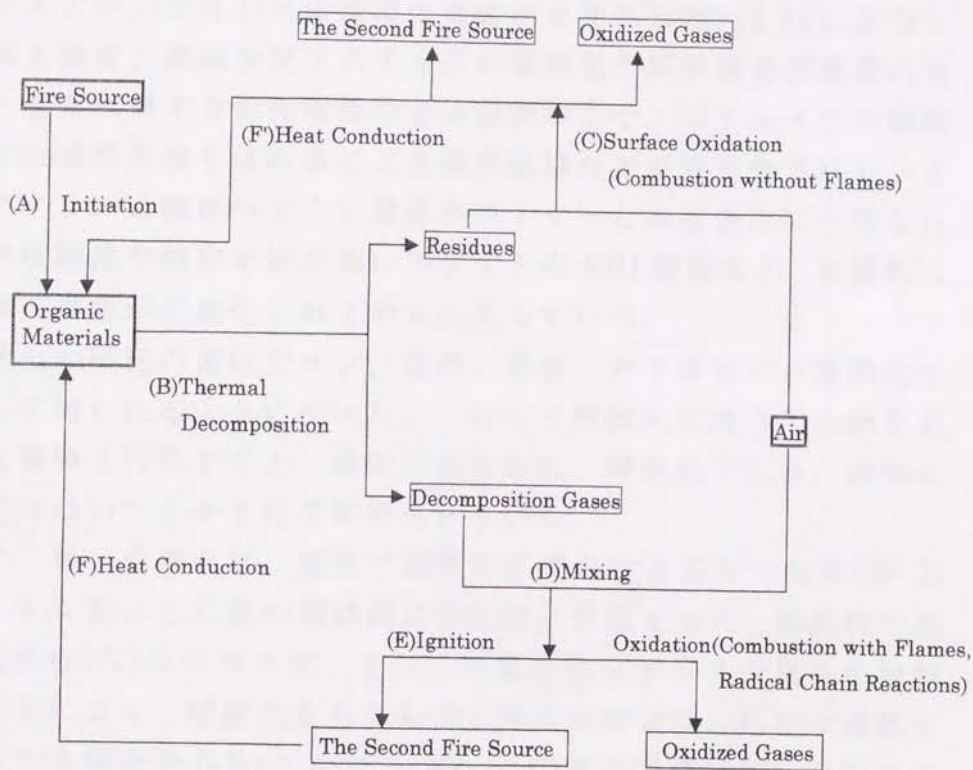 The Second Fire Source
Oxidized Gases
Fire Source
(F')Heat Conduction
(C)Surface Oxidation
(Combustion without Flames)
(A) Initiation
Residues
Organic
Materials
(B)Thermal
Decomposition
Air
Decomposition Gases
(F)Heat Conduction
(D)Mixing
(E)Ignition
Oxidation(Combustion with Flames,
Radical Chain Reactions)
The Second Fire Source
Oxidized Gases